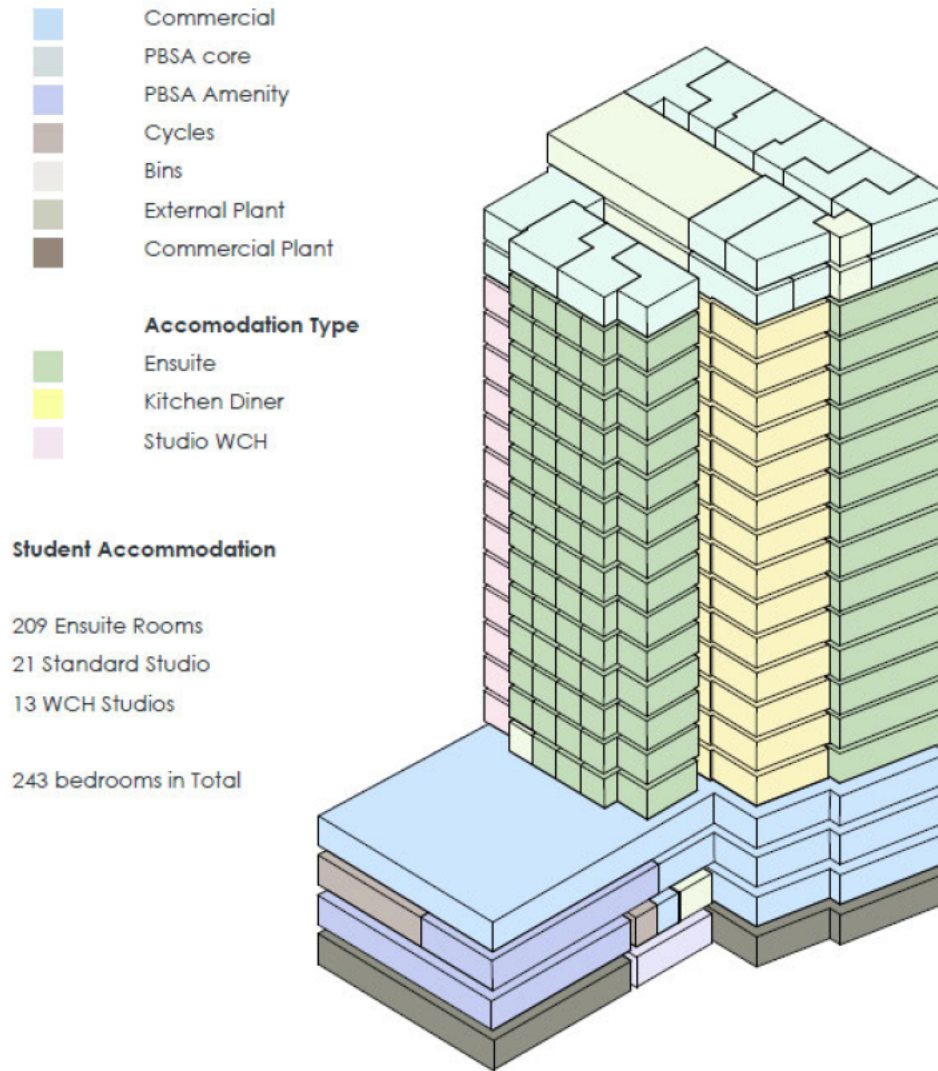 Commercial
PBSA core
PBSA Amenity
Cycles
Bins
External Plant
Commercial Plant
Accomodation Type
Ensuite
Kitchen Diner
Studio WCH
Student Accommodation
209 Ensuite Rooms
21 Standard Studio
13 WCH Studios
243 bedrooms in Total